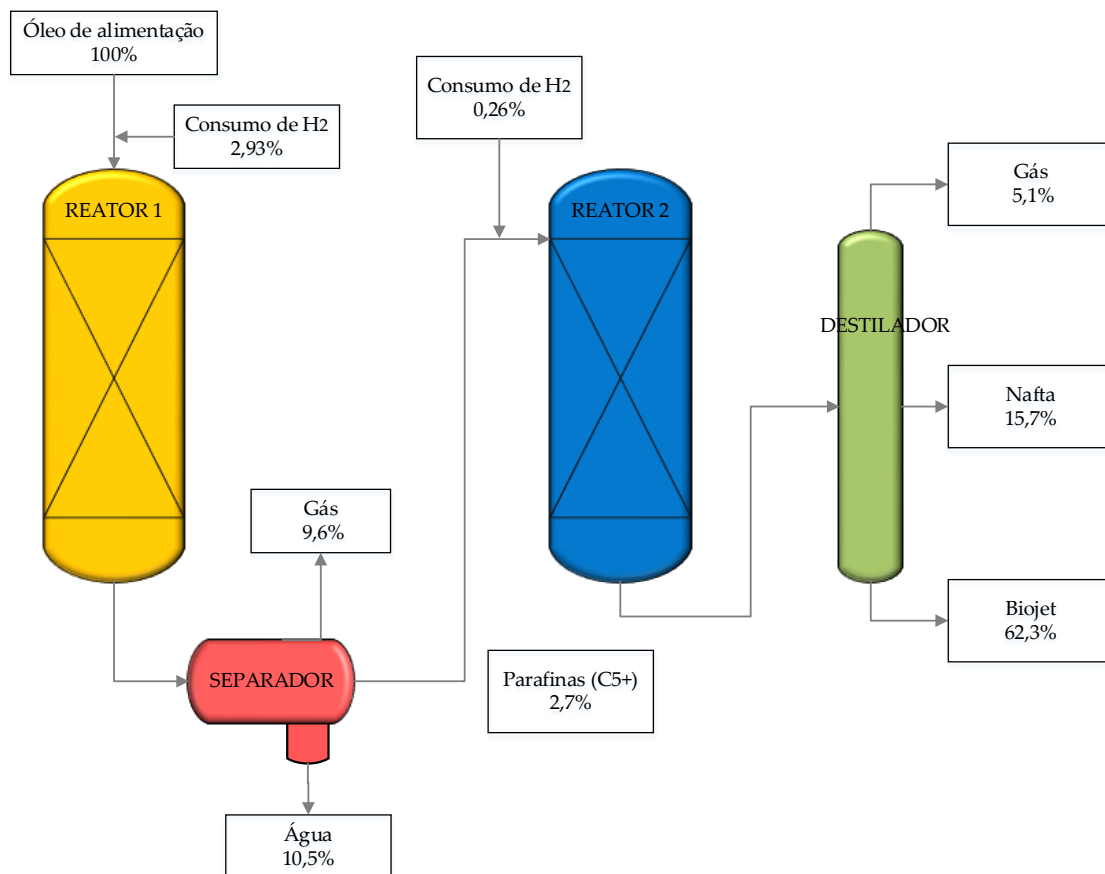 Óleo de alimentação
100%
Consumo de H2
2,93%
Consumo de H2
0,26%
Gás
5,1%
REATOR 1
REATOR 2
DESTILADOR
Nafta
15,7%
Gás
9,6%
Biojet
62,3%
SEPARADOR
Parafinas (C5+)
2,7%
Água
10,5%